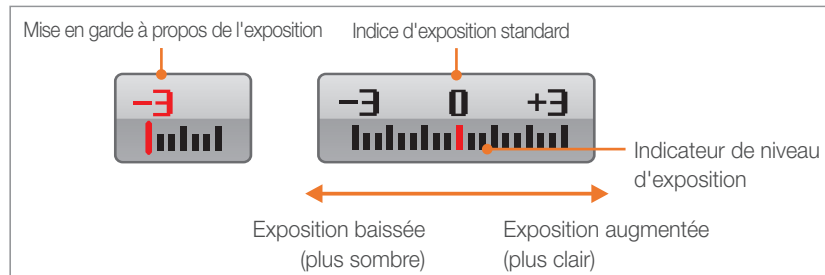 Mise en garde à propos de l'exposition
Indice d'exposition standard
-3
-3 0 +3
Indicateur de niveau
d'exposition
Exposition baissée
(plus sombre)
Exposition augmentée
(plus clair)